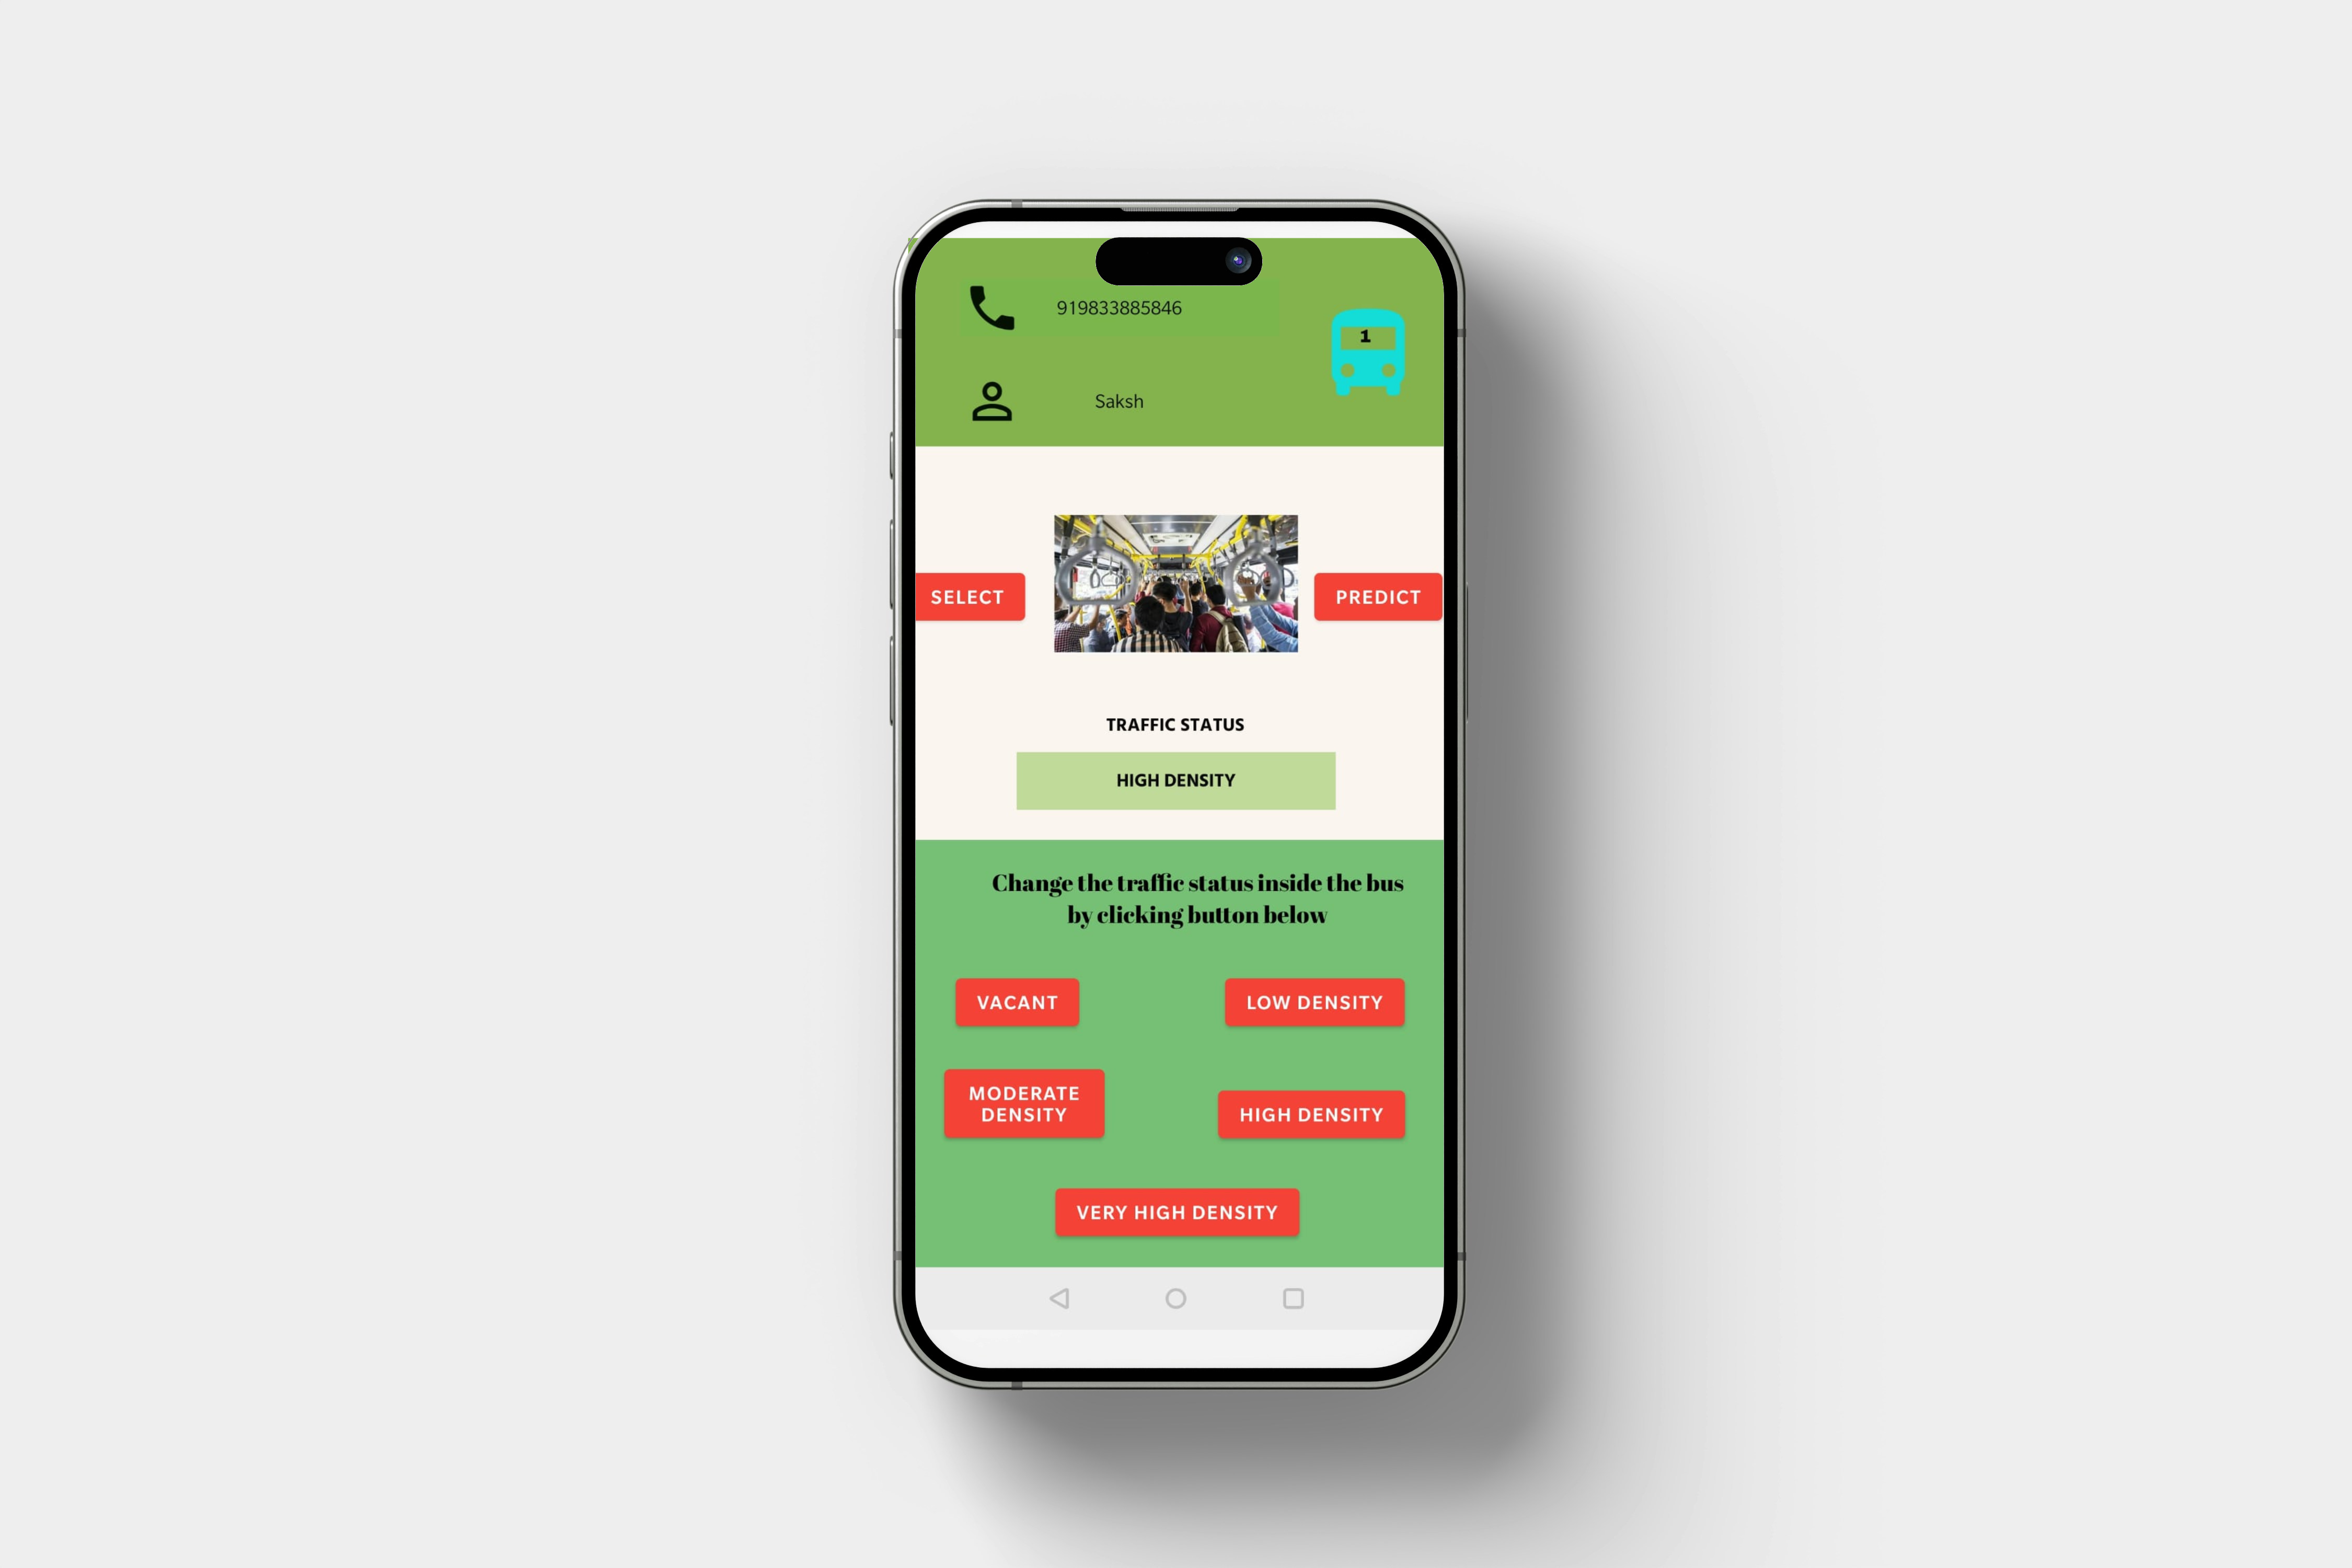 919833885846
1
Saksh
SELECT
PREDICT
TRAFFIC STATUS
HIGH DENSITY
Change the traffic status inside the bus
by clicking button below
VACANT
LOW DENSITY
MODERATE
DENSITY
HIGH DENSITY
VERY HIGH DENSITY